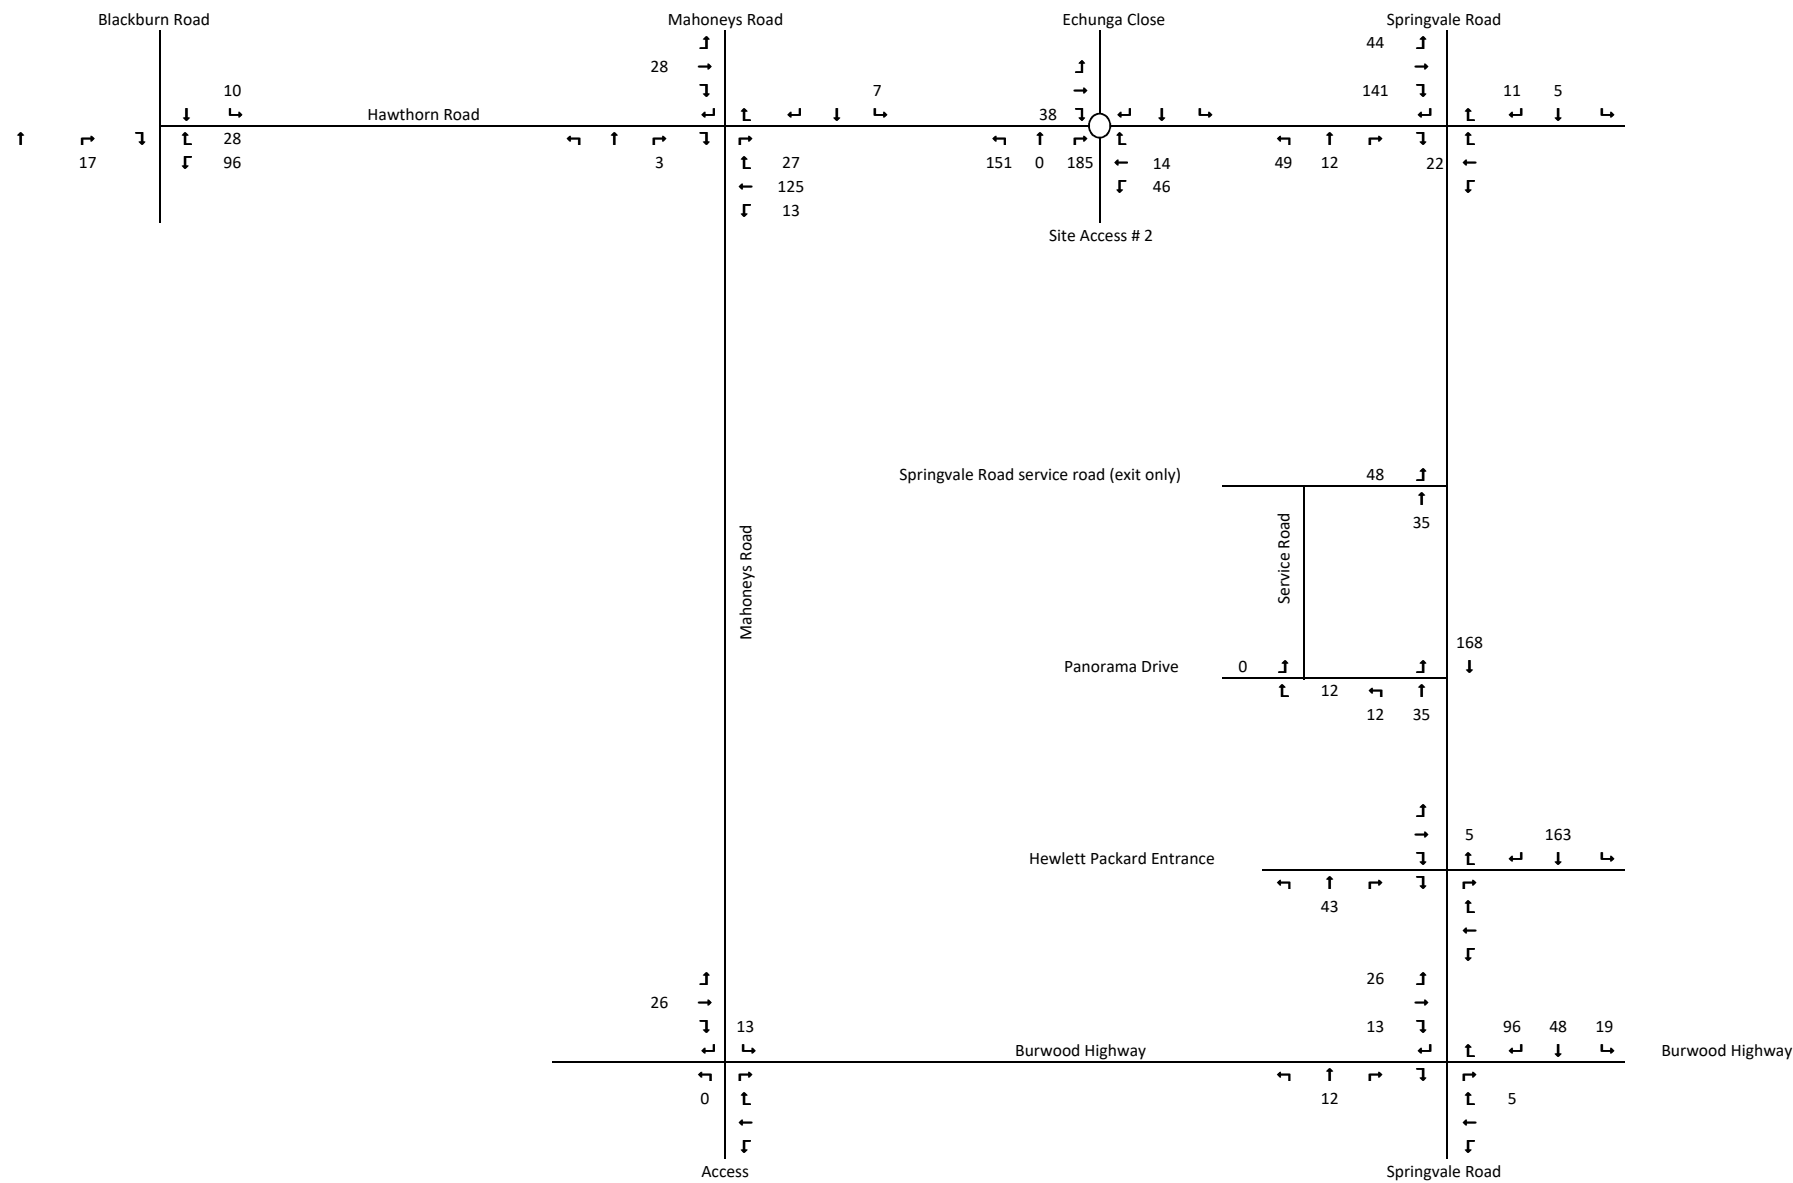 Blackburn Road Mahoneys Road Echunga Close Springvale Road
44
28
10 7 141 11 5
Hawthorn Road 38
28
17 96 3 27 151 0 185 14 49 12 22
125 46
13
Site Access # 2
Springvale Road service road (exit only) 48
35
Service Road
Mahoneys Road
168
Panorama Drive 0
12
12 35
5 163
Hewlett Packard Entrance
43
26
26
13 13 96 48 19
Burwood Highway Burwood Highway
0 12 5
Access Springvale Road